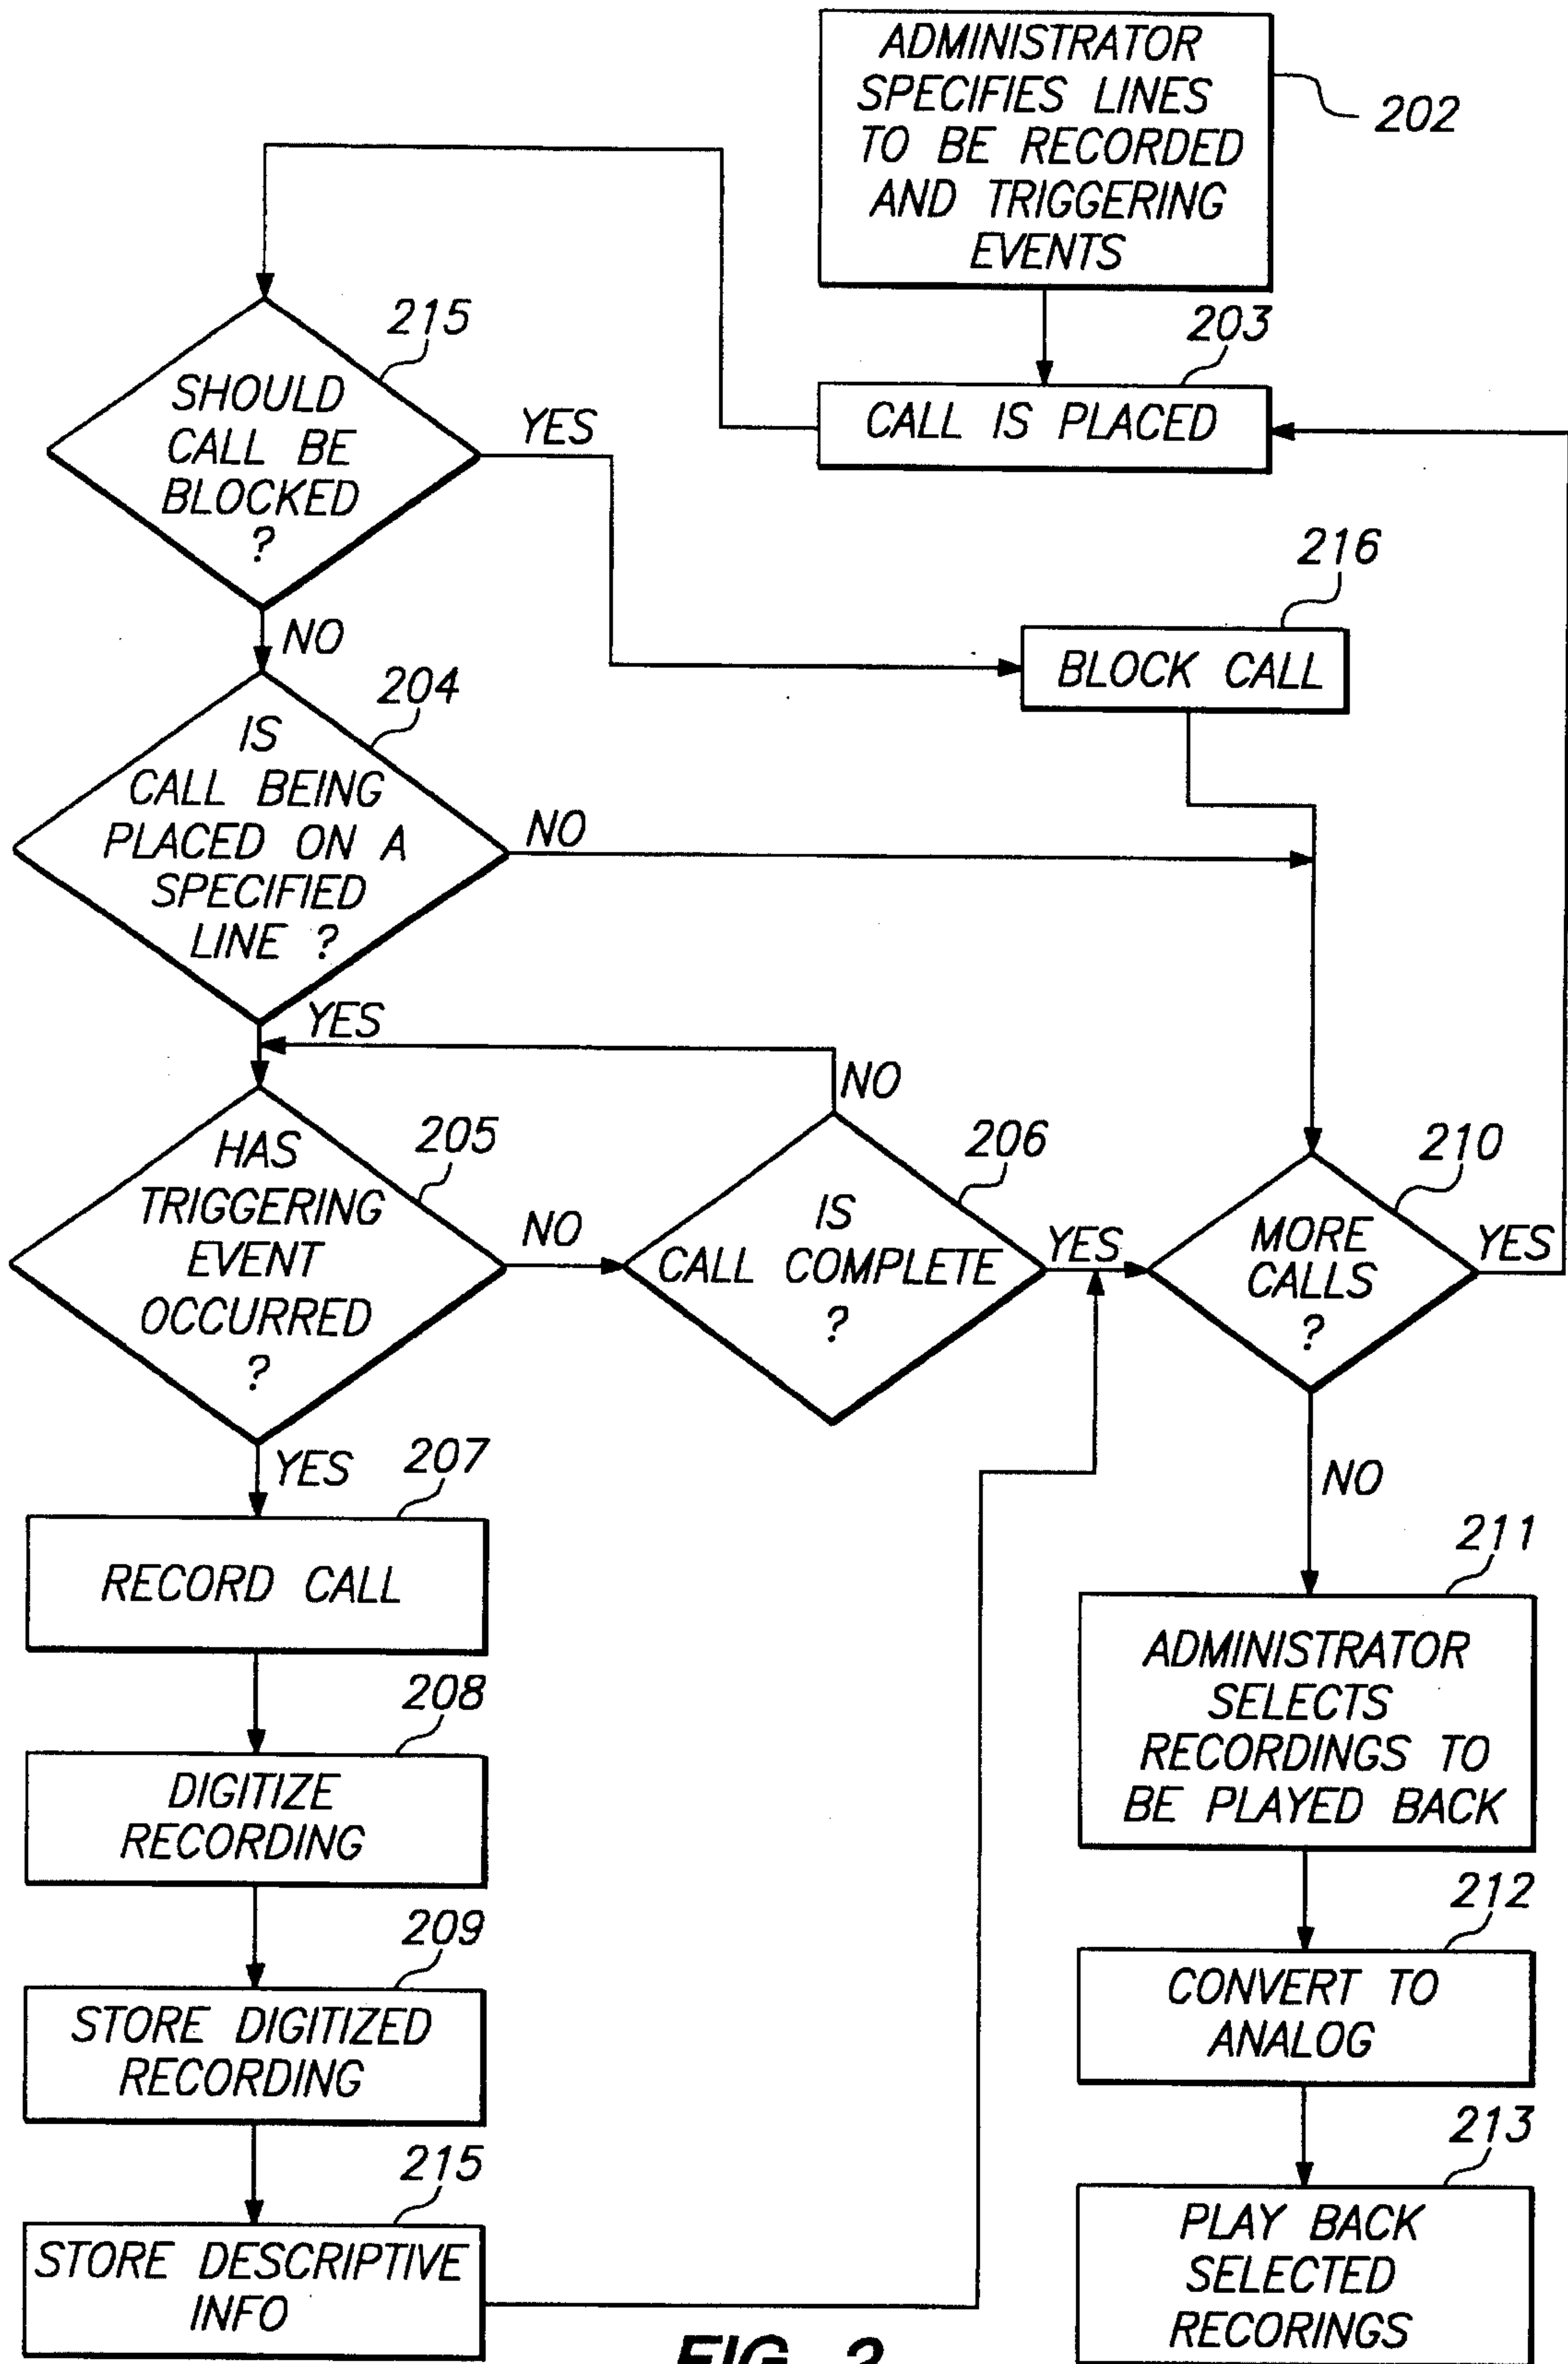 ADMINISTRATOR
SPECIFIES LINES
TO BE RECORDED
AND TRIGGERING
EVENTS
202
203
CALL IS PLACED
215
SHOULD
CALL BE
BLOCKED
?
YES
NO
216
BLOCK CALL
204
IS
CALL BEING
PLACED ON A
SPECIFIED
LINE ?
NO
YES
205
HAS
TRIGGERING
EVENT
OCCURRED
?
NO
YES
206
IS
CALL COMPLETE
?
NO
YES
210
MORE
CALLS
?
YES
NO
207
RECORD CALL
208
DIGITIZE
RECORDING
209
STORE DIGITIZED
RECORDING
215
STORE DESCRIPTIVE
INFO
211
ADMINISTRATOR
SELECTS
RECORDINGS TO
BE PLAYED BACK
212
CONVERT TO
ANALOG
213
PLAY BACK
SELECTED
RECORINGS